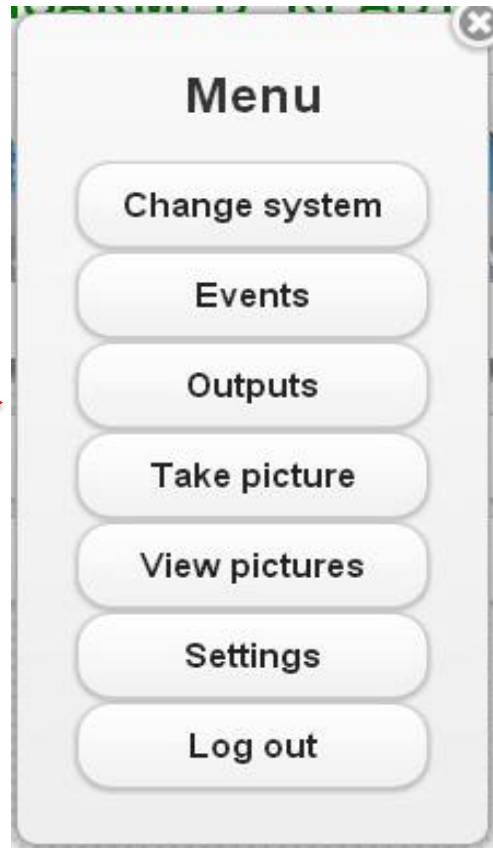 Menu
Change system
Events
Outputs
Take picture
View pictures
Settings
Log out